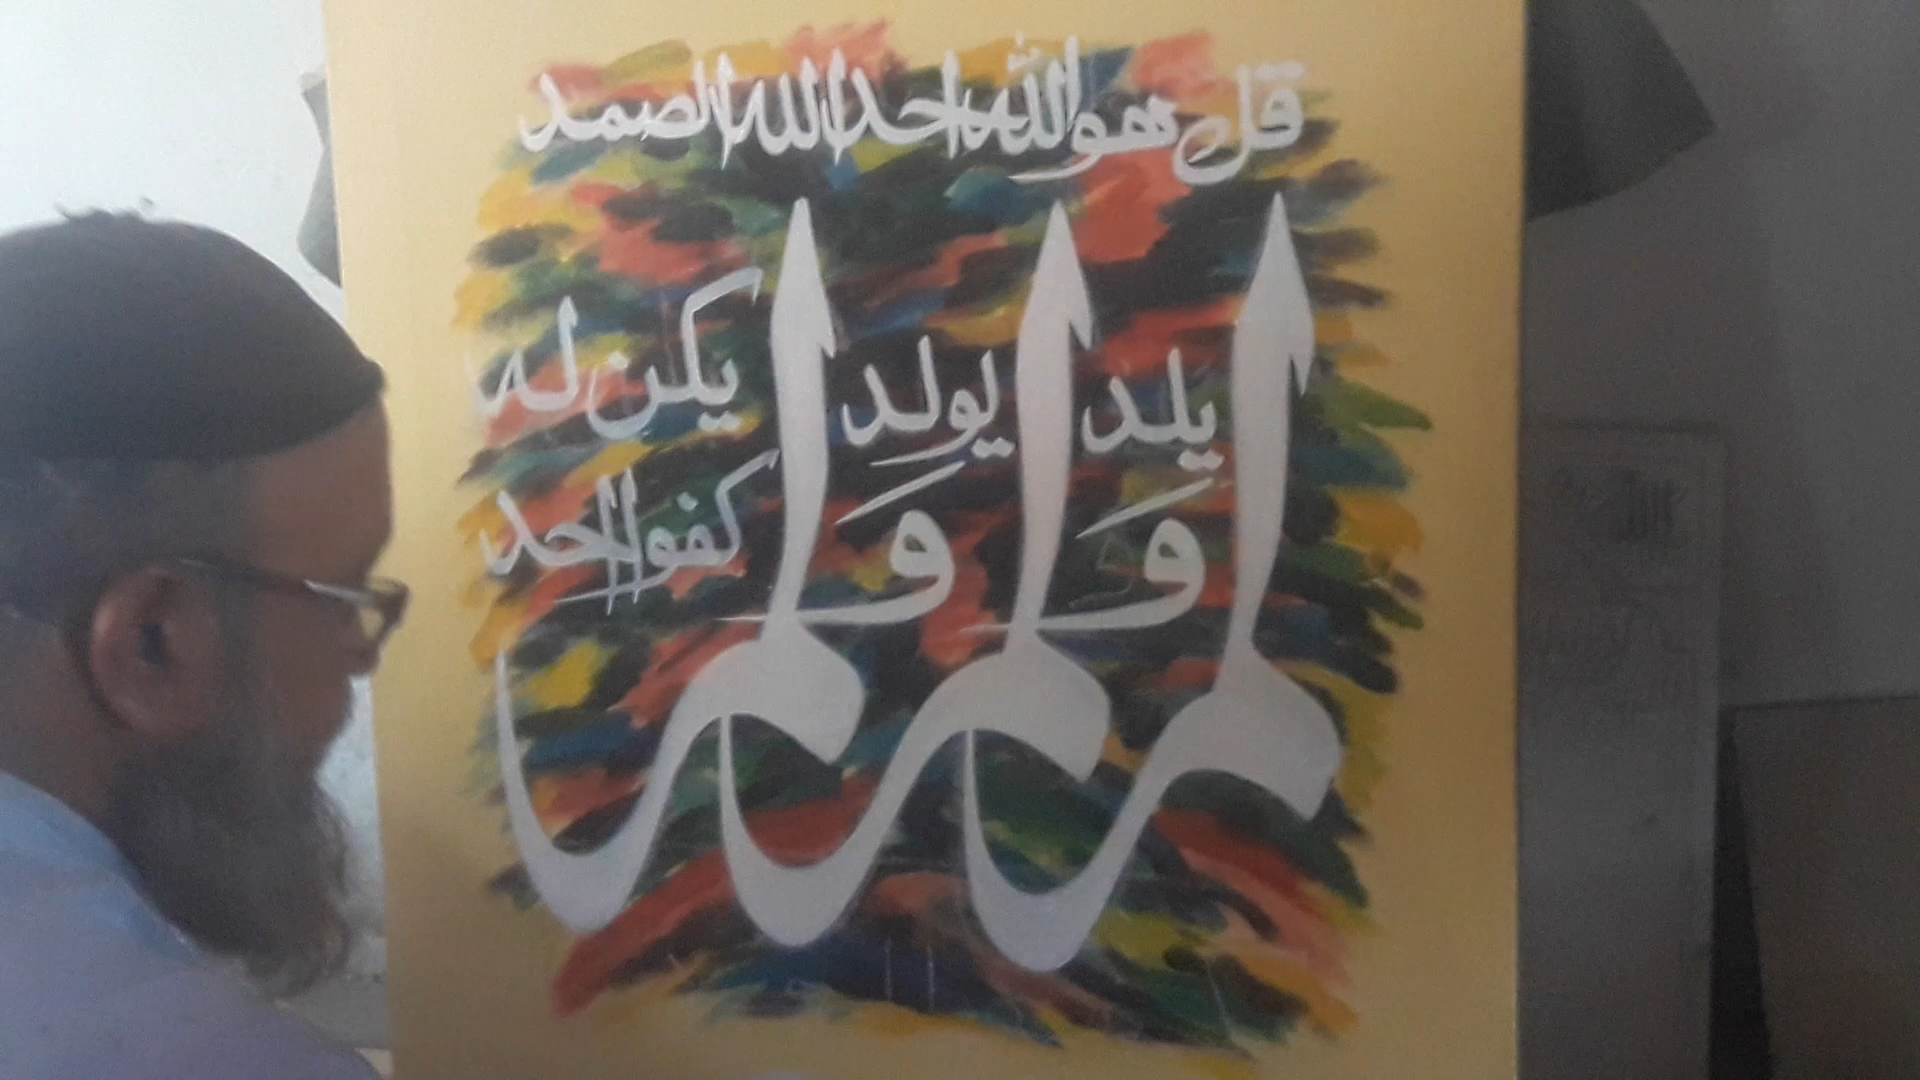 قل هو الله احد الله الصمد
لم يلد
ولم يولد
ولم يكن له
كفوا احد